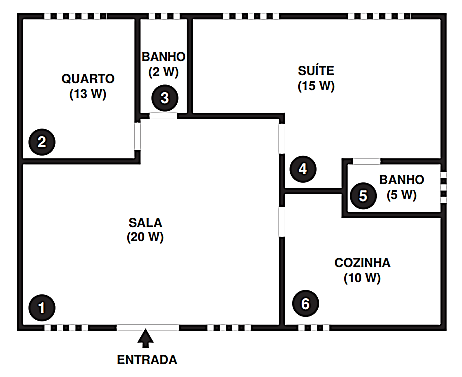 QUARTO
(13 W)
2
BANHO
(2 W)
3
SUÍTE
(15 W)
4
BANHO
(5 W)
5
SALA
(20 W)
1
COZINHA
(10 W)
6
ENTRADA